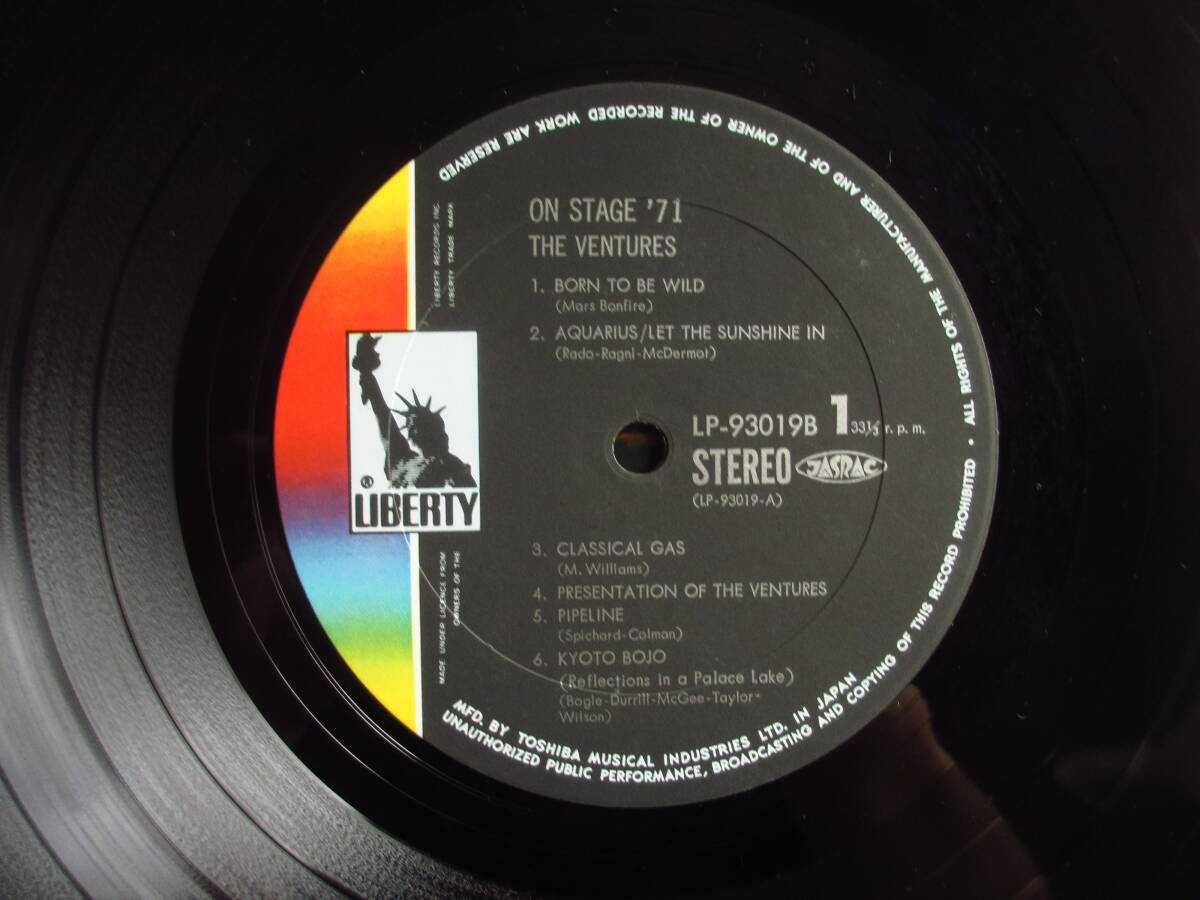 ON STAGE '71
THE VENTURES
1. BORN TO BE WILD
(Mars Bonfire)
2. AQUARIUS/LET THE SUNSHINE IN
(Rado-Ragni-McDermot)
LP-93019B 1 33⅓ r. p. m.
STEREO JASRAC
(LP-93019-A)
3. CLASSICAL GAS
(M. Williams)
4. PRESENTATION OF THE VENTURES
5. PIPELINE
(Spichard-Colman)
6. KYOTO BOJO
(Reflections in a Palace Lake)
(Bogle-Durrill-McGee-Taylor-
Wilson)
® LIBERTY
LIBERTY RECORDS INC.
LIBERTY TRADE MARK
MADE UNDER LICENCE FROM
OWNERS OF THE
MFD. BY TOSHIBA MUSICAL INDUSTRIES LTD. IN JAPAN
UNAUTHORIZED PUBLIC PERFORMANCE, BROADCASTING AND COPYING OF THIS RECORD PROHIBITED • ALL RIGHTS OF THE MANUFACTURER AND OF THE OWNER OF THE RECORDED WORK ARE RESERVED